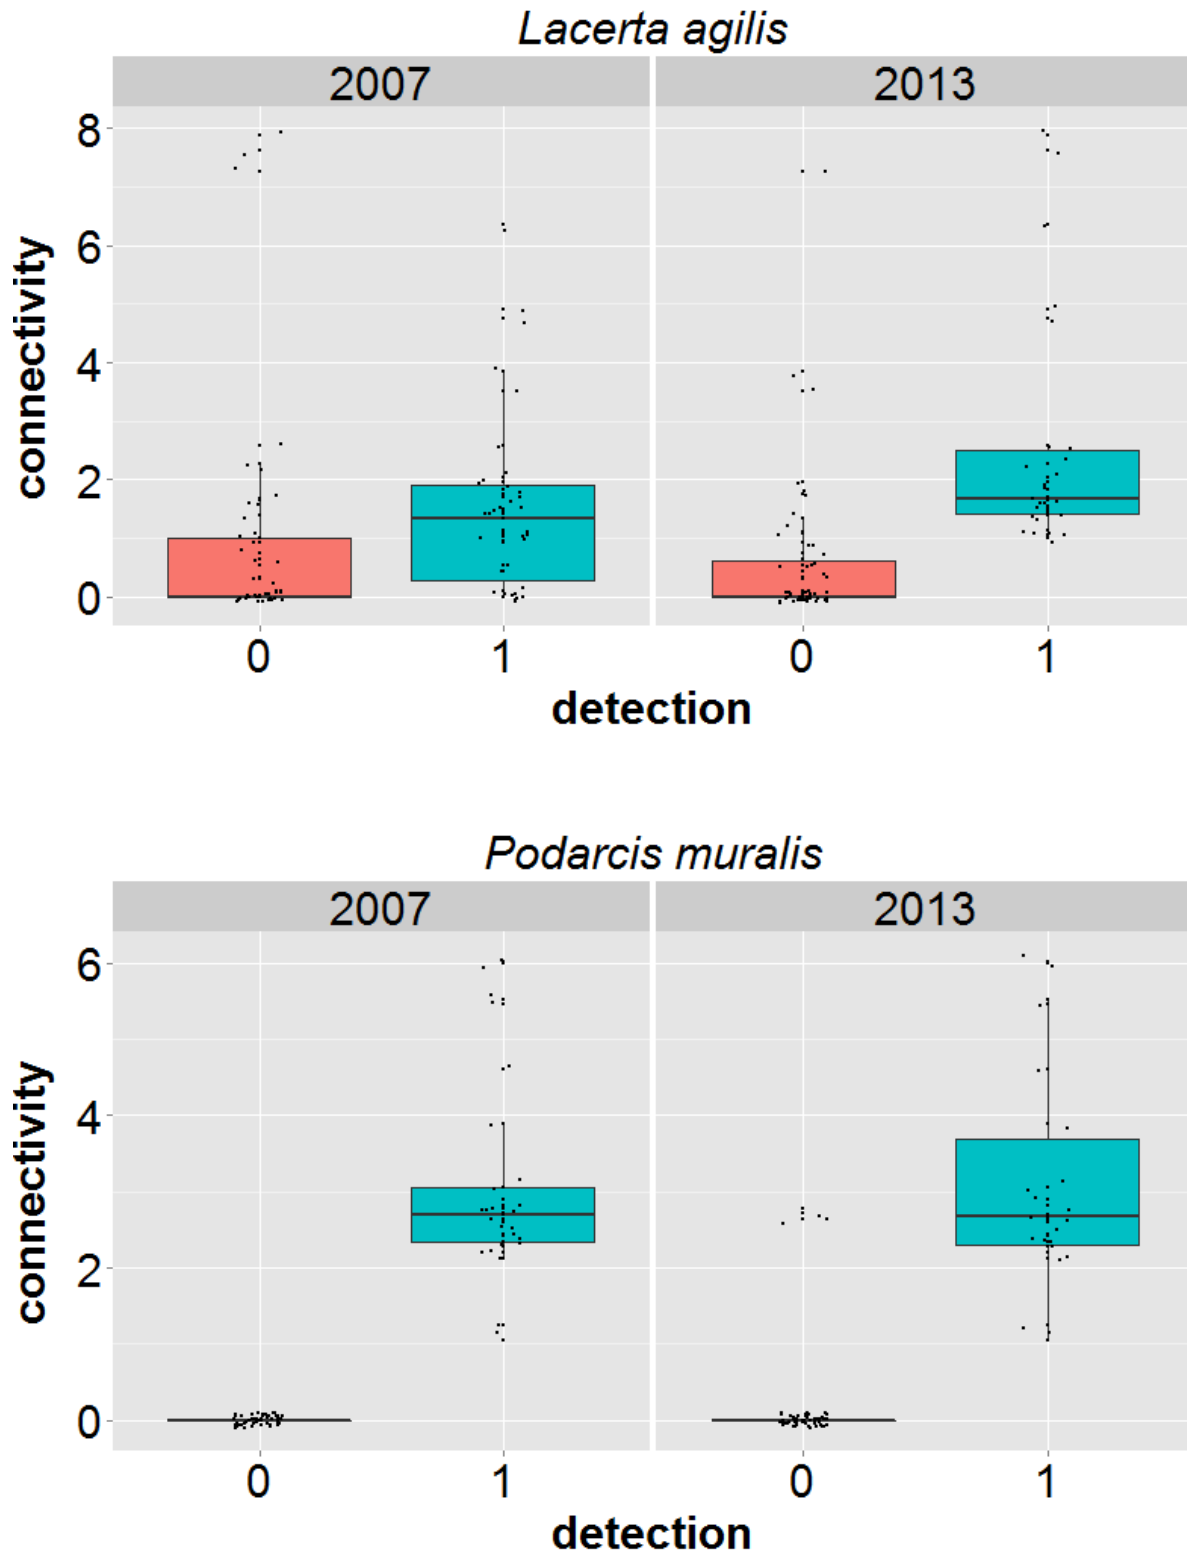 Lacerta agilis
2007 2013
8
6
4
2
0
connectivity
0 1 0 1
detection
Podarcis muralis
2007 2013
6
4
2
0
connectivity
0 1 0 1
detection